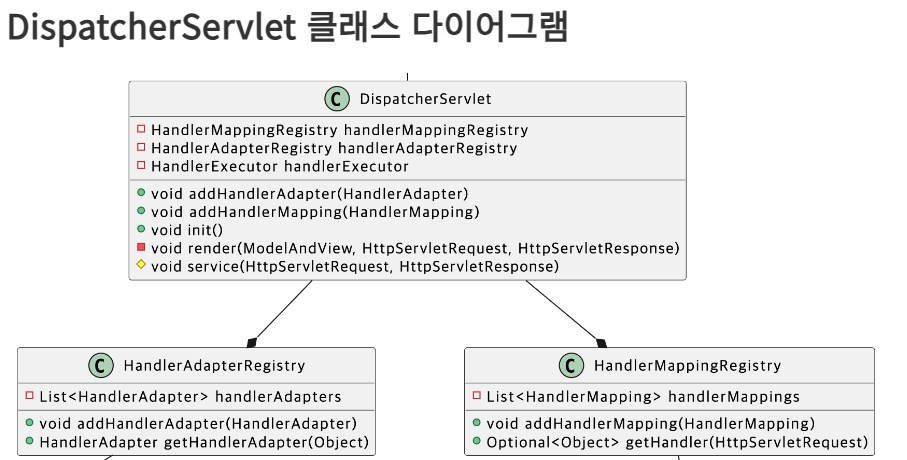 DispatcherServlet 클래스 다이어그램
C DispatcherServlet
HandlerMappingRegistry handlerMappingRegistry
HandlerAdapterRegistry handlerAdapterRegistry
HandlerExecutor handlerExecutor
void addHandlerAdapter(HandlerAdapter)
void addHandlerMapping(HandlerMapping)
void init()
void render(ModelAndView, HttpServletRequest, HttpServletResponse)
void service(HttpServletRequest, HttpServletResponse)
C HandlerAdapterRegistry
List<HandlerAdapter> handlerAdapters
void addHandlerAdapter(HandlerAdapter)
HandlerAdapter getHandlerAdapter(Object)
C HandlerMappingRegistry
List<HandlerMapping> handlerMappings
void addHandlerMapping(HandlerMapping)
Optional<Object> getHandler(HttpServletRequest)